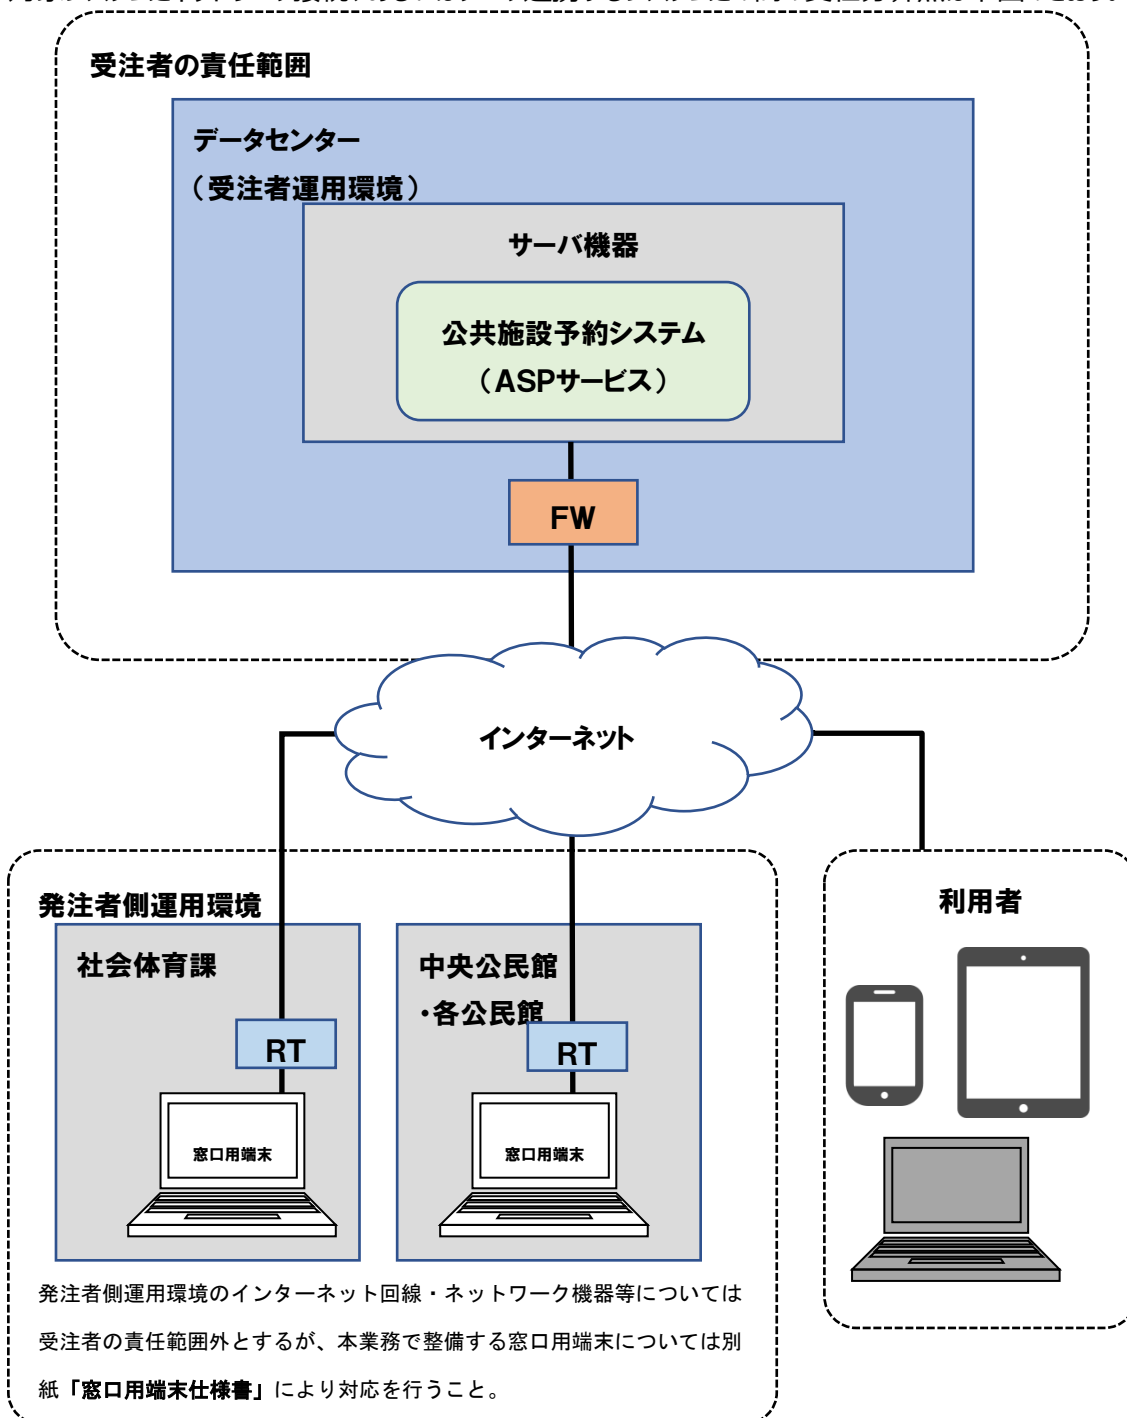 受注者の責任範囲
データセンター
（受注者運用環境）
サーバ機器
公共施設予約システム
（ASPサービス）
FW
インターネット
発注者側運用環境
社会体育課
RT
窓口用端末
中央公民館
・各公民館
RT
窓口用端末
利用者
発注者側運用環境のインターネット回線・ネットワーク機器等については
受注者の責任範囲外とするが、本業務で整備する窓口用端末については別
紙「窓口用端末仕様書」により対応を行うこと。